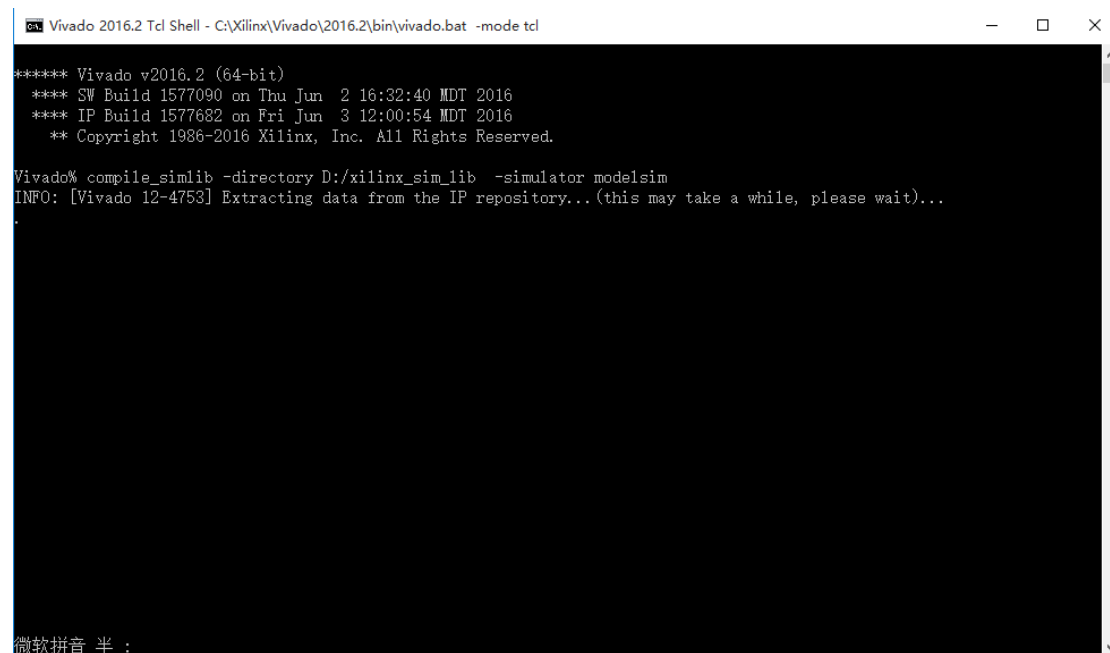 Vivado 2016.2 Tcl Shell - C:\Xilinx\Vivado\2016.2\bin\vivado.bat -mode tcl
****** Vivado v2016.2 (64-bit)
**** SW Build 1577090 on Thu Jun  2 16:32:40 MDT 2016
**** IP Build 1577682 on Fri Jun  3 12:00:54 MDT 2016
** Copyright 1986-2016 Xilinx, Inc. All Rights Reserved.
Vivado% compile_simlib -directory D:/xilinx_sim_lib  -simulator modelsim
INFO: [Vivado 12-4753] Extracting data from the IP repository...(this may take a while, please wait)...
.
微软拼音 半 :